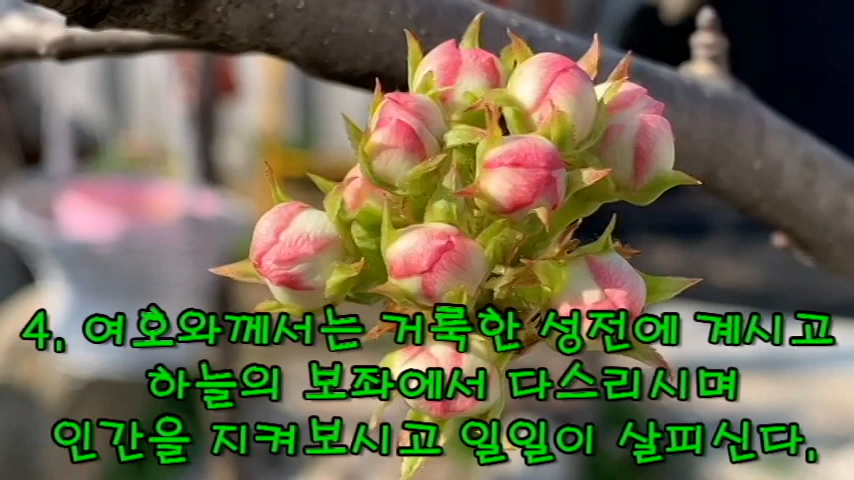 4. 여호와께서는 거룩한 성전에 계시고
하늘의 보좌에서 다스리시며
인간을 지켜보시고 일일이 살피신다.